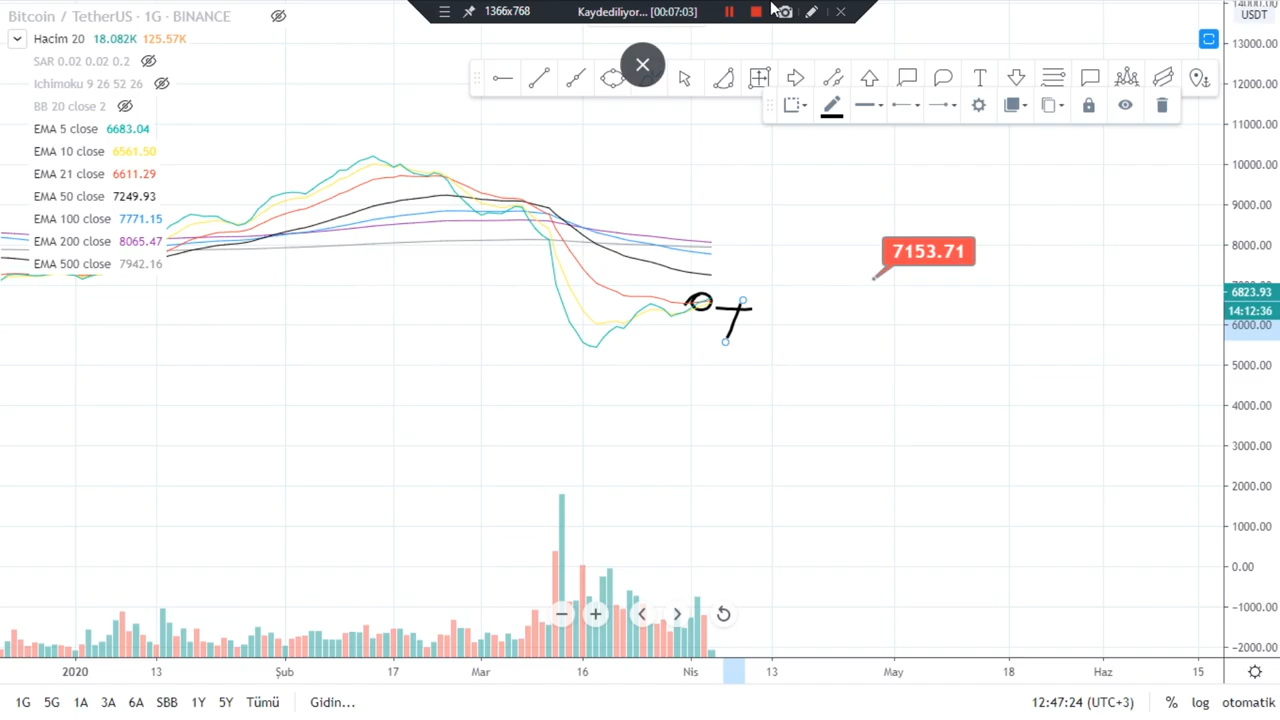 Bitcoin / TetherUS · 1G · BINANCE
1366x768
Kaydediliyor... [00:07:03]
Hacim 20 18.082K 125.57K
SAR 0.02 0.02 0.2
Ichimoku 9 26 52 26
BB 20 close 2
EMA 5 close 6683.04
EMA 10 close 6561.50
EMA 21 close 6611.29
EMA 50 close 7249.93
EMA 100 close 7771.15
EMA 200 close 8065.47
EMA 500 close 7942.16
7153.71
USDT
13000.00
12000.00
11000.00
10000.00
9000.00
8000.00
6823.93
14:12:36
6000.00
5000.00
4000.00
3000.00
2000.00
1000.00
0.00
−1000.00
−2000.00
2020 13 Şub 17 Mar 16 Nis 13 May 18 Haz 15
1G 5G 1A 3A 6A SBB 1Y 5Y Tümü Gidin... 12:47:24 (UTC+3) % log otomatik